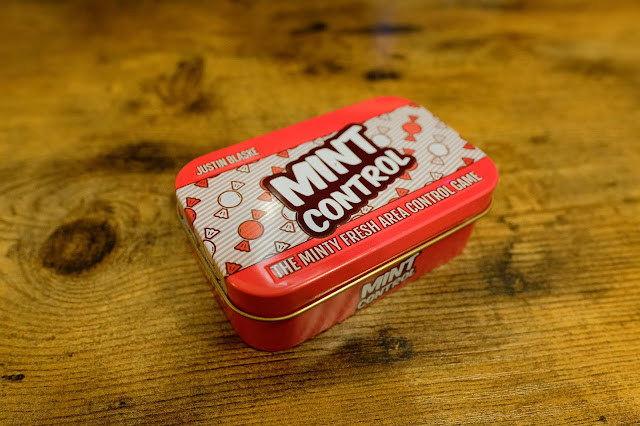 JUSTIN BLASKE
MINT
CONTROL
THE MINTY FRESH AREA CONTROL GAME
MINT
CONTROL